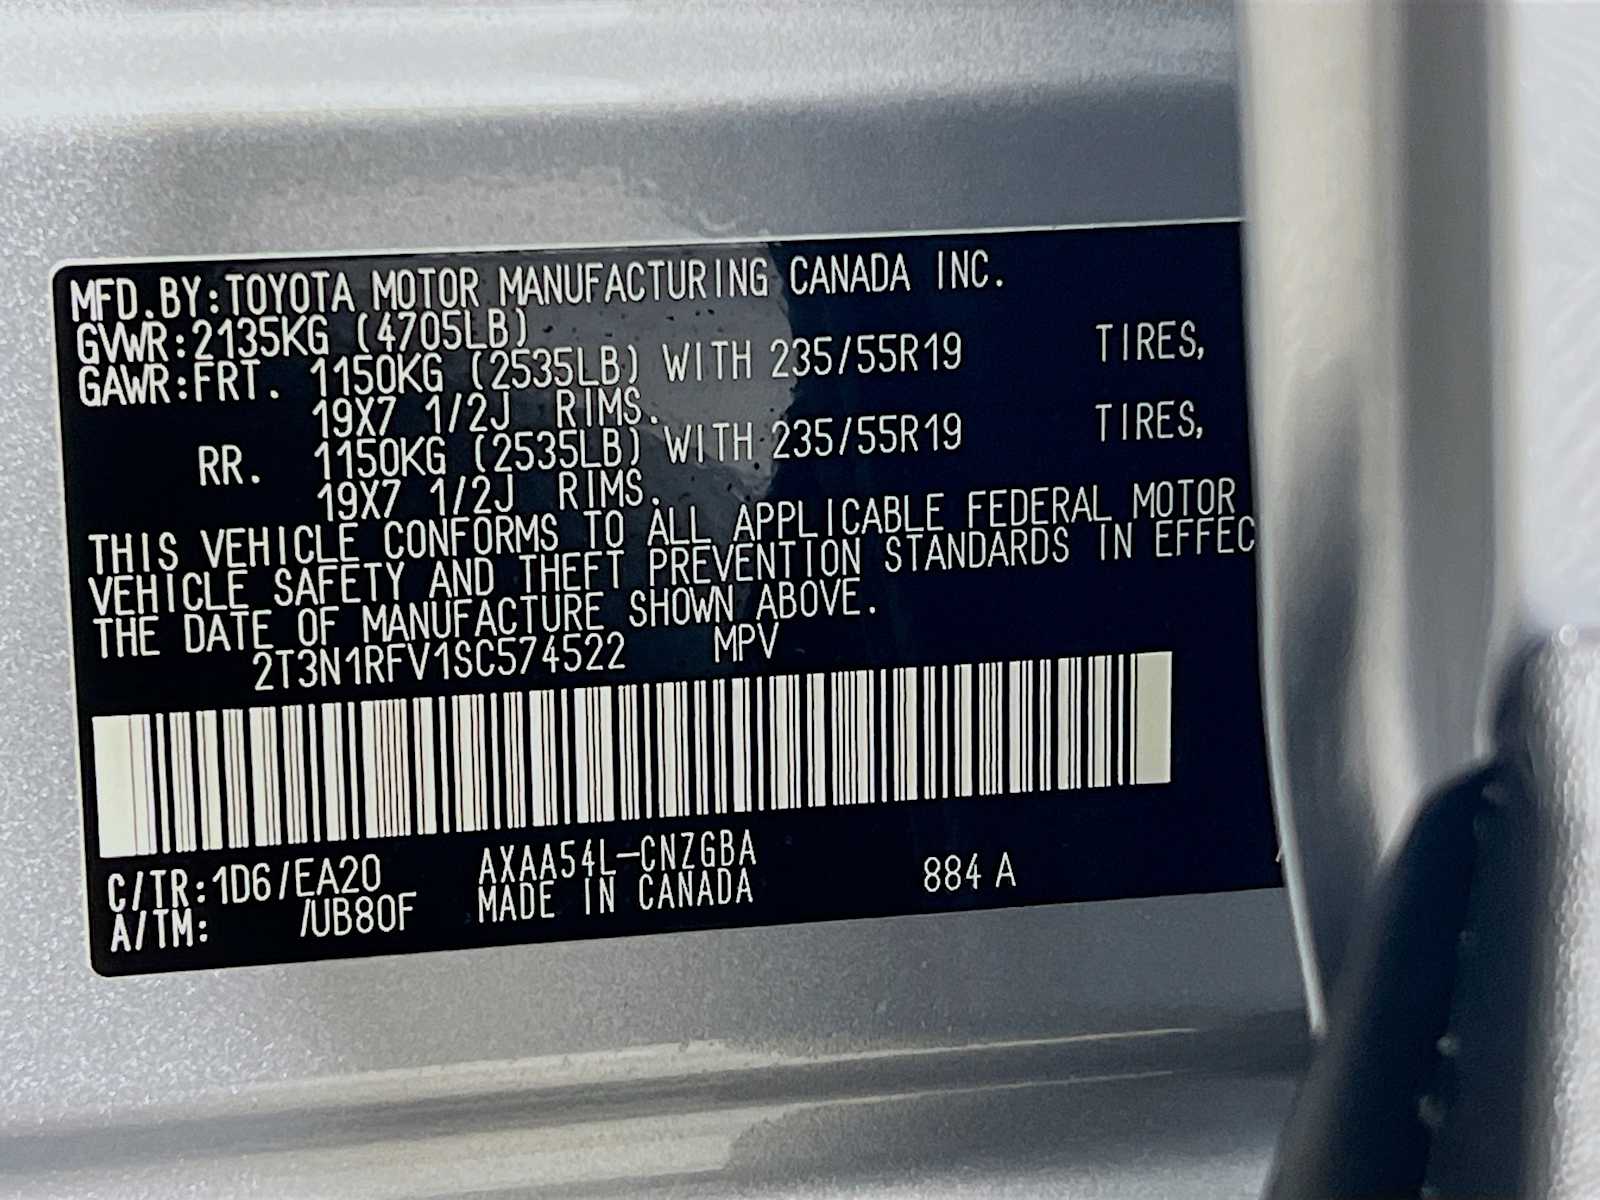 MFD.BY:TOYOTA MOTOR MANUFACTURING CANADA INC.
GVWR:2135KG (4705LB)
GAWR:FRT. 1150KG (2535LB) WITH 235/55R19 TIRES,
19X7 1/2J RIMS.
RR. 1150KG (2535LB) WITH 235/55R19 TIRES,
19X7 1/2J RIMS.
THIS VEHICLE CONFORMS TO ALL APPLICABLE FEDERAL MOTOR
VEHICLE SAFETY AND THEFT PREVENTION STANDARDS IN EFFEC
THE DATE OF MANUFACTURE SHOWN ABOVE.
2T3N1RFV1SC574522 MPV
C/TR:1D6/EA20 AXAA54L-CNZGBA 884 A
A/TM: /UB80F MADE IN CANADA